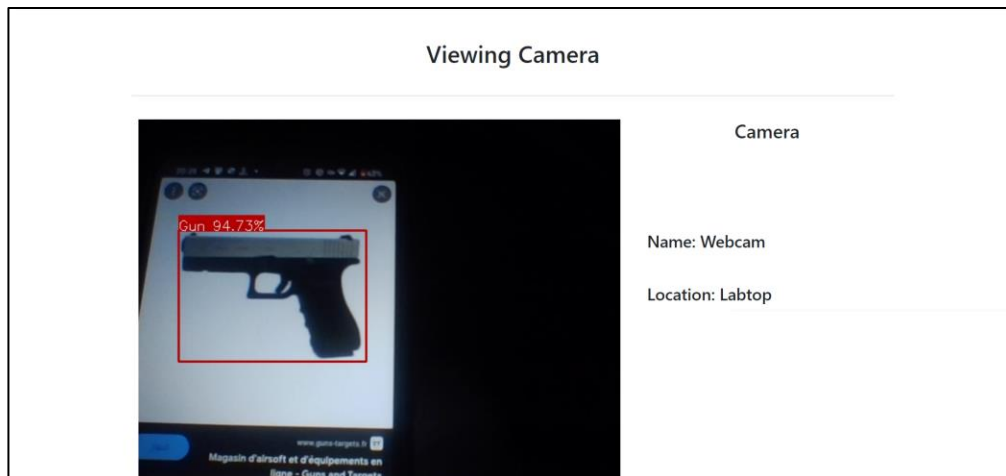 Viewing Camera
Camera
Gun 94.73%
Name: Webcam
Location: Labtop
www.guns-targets.fr
Magasin d'airsoft et d'équipements en
ligne - Guns and Targets